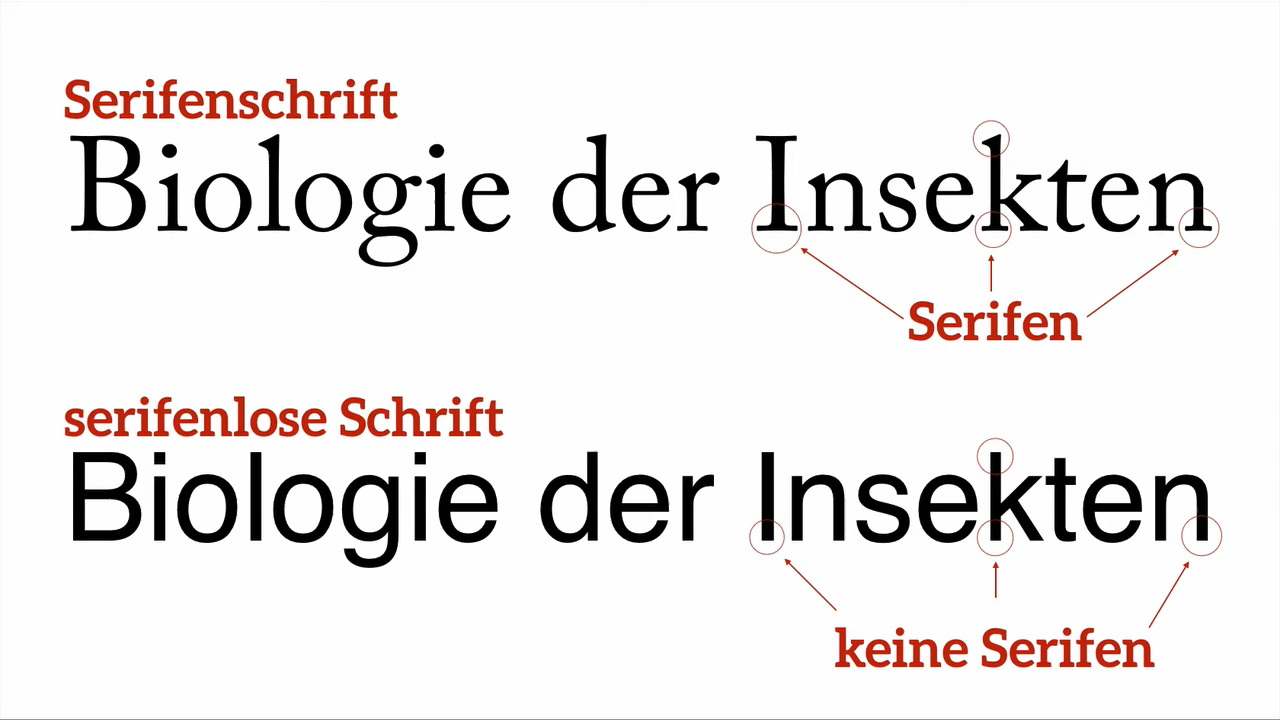 Serifenschrift
Biologie der Insekten
Serifen
serifenlose Schrift
Biologie der Insekten
keine Serifen